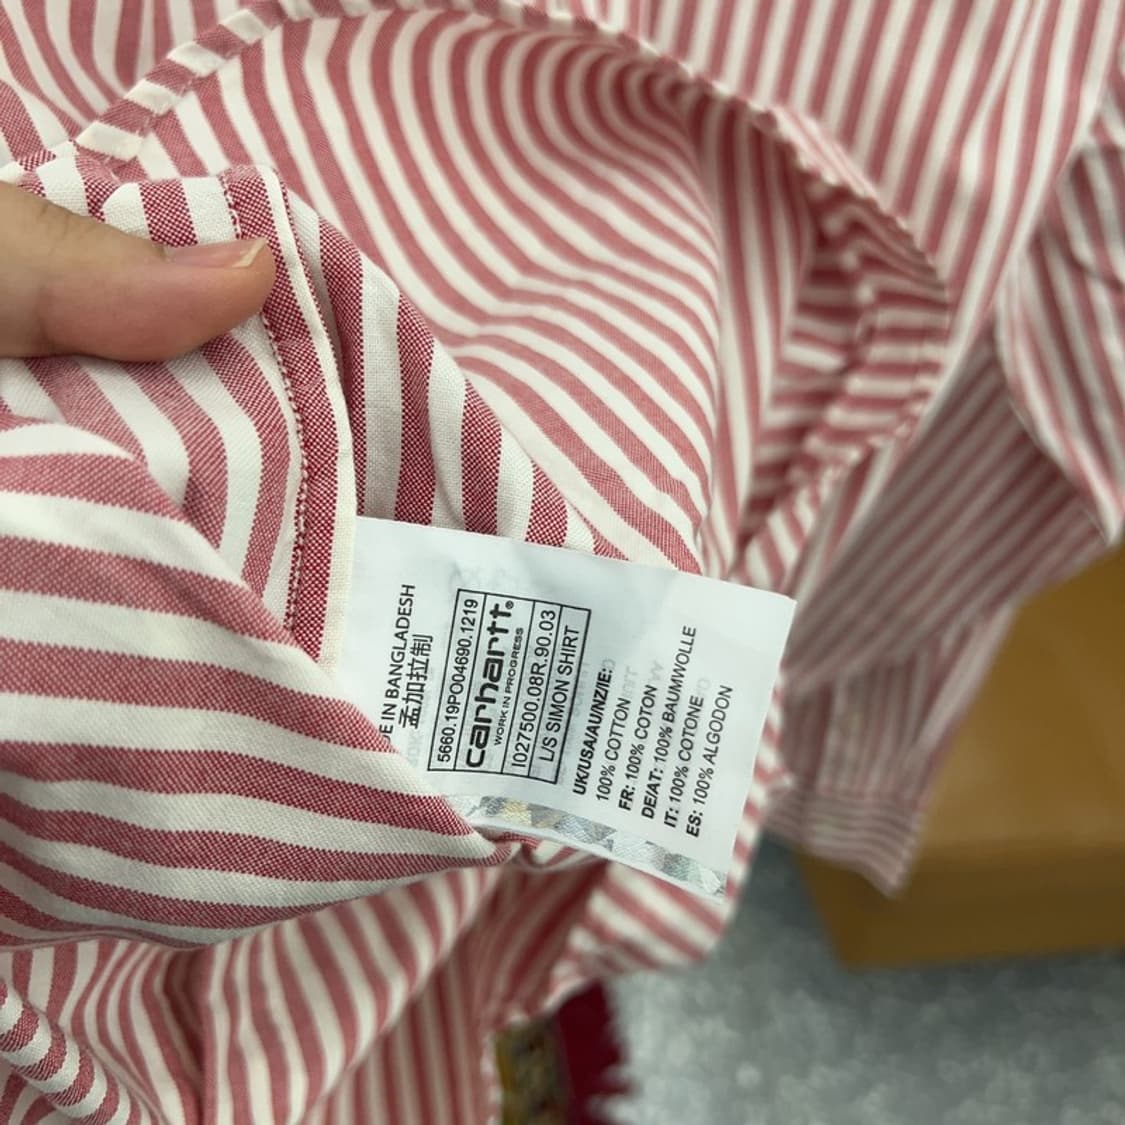 E IN BANGLADESH
孟加拉制
5660.19PO04690.1219
carhartt®
WORK IN PROGRESS
I027500.08R.90.03
L/S SIMON SHIRT
UK/USA/AU/NZ/IE:
100% COTTON
FR: 100% COTON
DE/AT: 100% BAUMWOLLE
IT: 100% COTONE
ES: 100% ALGODON